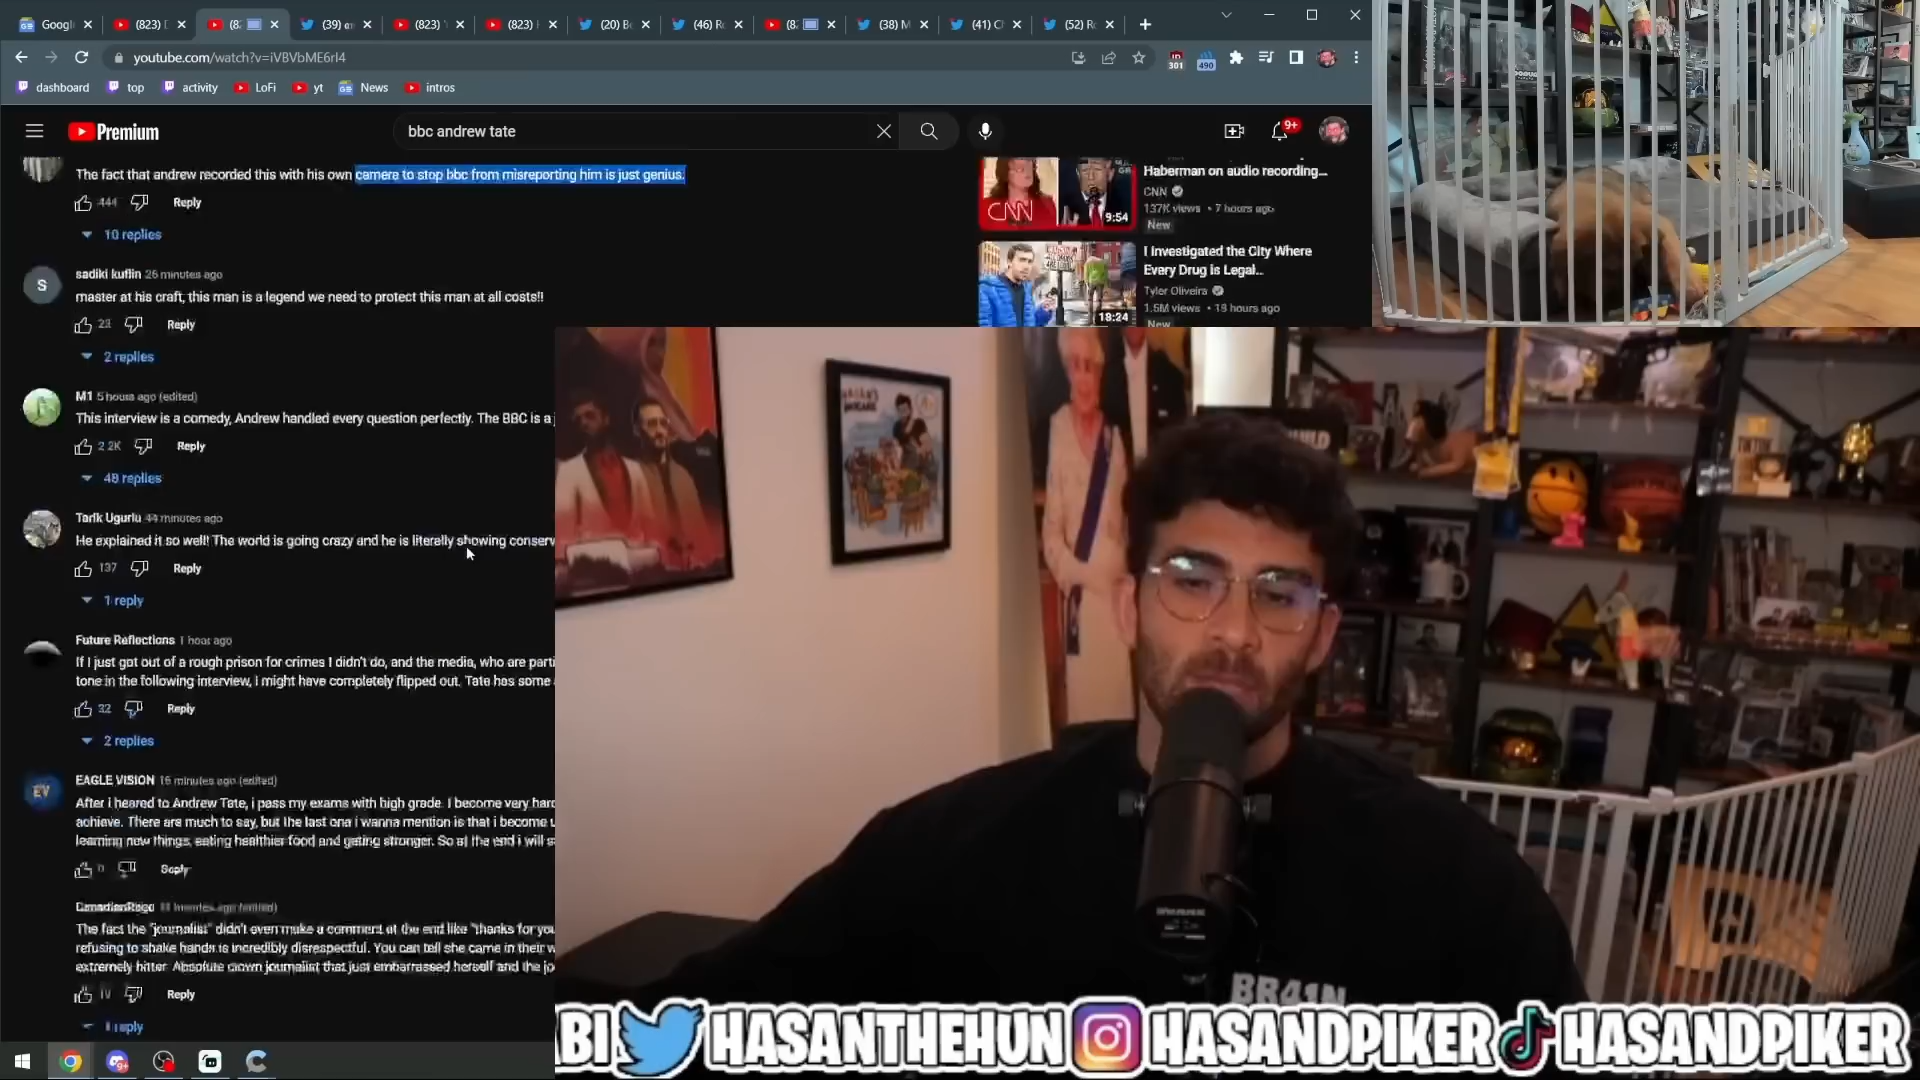 Googl
(823)
(39)
(823)
(823)
(20) B
(46) R
(38) M
(41) C
(52) R
youtube.com/watch?v=iVBVbME6rI4
301
490
dashboard
top
activity
LoFi
yt
News
intros
Premium
bbc andrew tate
9+
The fact that andrew recorded this with his own camera to stop bbc from misreporting him is just genius.
444
Reply
10 replies
S
sadiki kuflin 26 minutes ago
master at his craft, this man is a legend we need to protect this man at all costs!!
23
Reply
2 replies
M1 5 hours ago (edited)
This interview is a comedy, Andrew handled every question perfectly. The BBC is a j
2.2K
Reply
48 replies
Tarik Ugurlu 44 minutes ago
He explained it so well! The world is going crazy and he is literally showing conserv
137
Reply
1 reply
Future Reflections 1 hour ago
If I just got out of a rough prison for crimes I didn't do, and the media, who are parti
tone in the following interview, i might have completely flipped out. Tate has some
32
Reply
2 replies
EV
EAGLE VISION 15 minutes ago (edited)
After i heared to Andrew Tate, i pass my exams with high grade. I become very hard
achieve. There are much to say, but the last one i wanna mention is that i become u
learning new things, eating healthier food and getting stronger. So at the end i will s
Reply
The fact the "journalist" didn't even make a comment at the end like "thanks for you
refusing to shake hands is incredibly disrespectful. You can tell she came in their w
extremely bitter. Absolute clown journalist that just embarrassed herself and the jo
Reply
1 reply
CNN
9:54
Haberman on audio recording...
CNN
137K views • 7 hours ago
New
18:24
I Investigated the City Where
Every Drug is Legal...
Tyler Oliveira
1.5M views • 18 hours ago
New
BR41N
ABI HASANTHEHUN HASANDPIKER HASANDPIKER